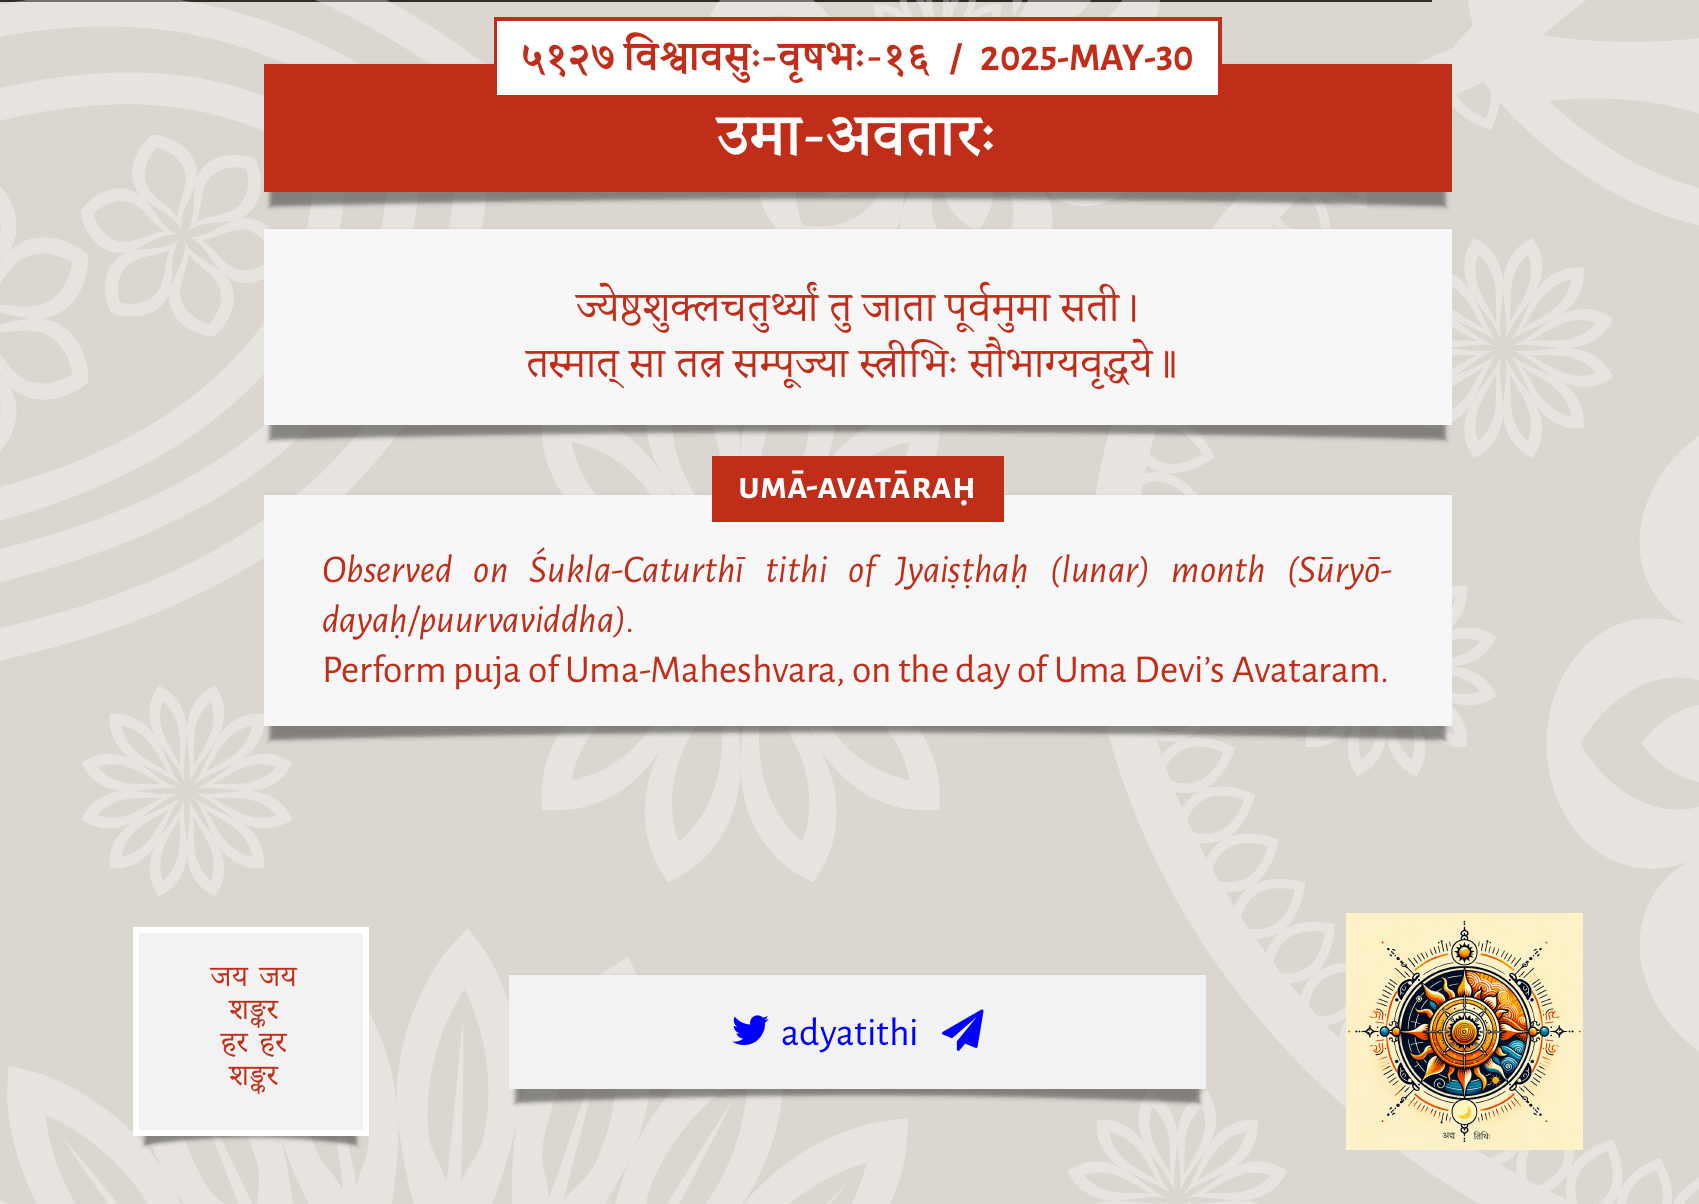 ५१२७ विश्वावसुः-वृषभः-१६ / 2025-MAY-30
उमा-अवतारः
ज्येष्ठशुक्लचतुर्थ्यां तु जाता पूर्वमुमा सती।
तस्मात् सा तत्र सम्पूज्या स्त्रीभिः सौभाग्यवृद्धये॥
UMĀ-AVATĀRAḤ
Observed on Śukla-Caturthī tithi of Jyaiṣṭhaḥ (lunar) month (Sūryō-
dayaḥ/puurvaviddha).
Perform puja of Uma-Maheshvara, on the day of Uma Devi’s Avataram.
जय जय
शङ्कर
हर हर
शङ्कर
adyatithi
अद्य तिथिः